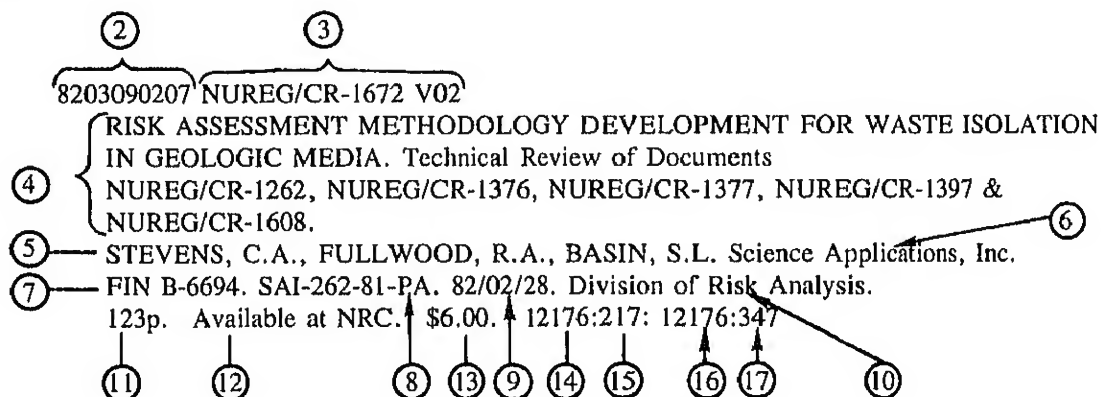 2 3
8203090207 NUREG/CR-1672 V02
RISK ASSESSMENT METHODOLOGY DEVELOPMENT FOR WASTE ISOLATION
IN GEOLOGIC MEDIA. Technical Review of Documents
4 NUREG/CR-1262, NUREG/CR-1376, NUREG/CR-1377, NUREG/CR-1397 &
NUREG/CR-1608.
6
5 STEVENS, C.A., FULLWOOD, R.A., BASIN, S.L. Science Applications, Inc.
7 FIN B-6694. SAI-262-81-PA. 82/02/28. Division of Risk Analysis.
123p. Available at NRC. $6.00. 12176:217: 12176:347
11 12 8 13 9 14 15 16 17 10